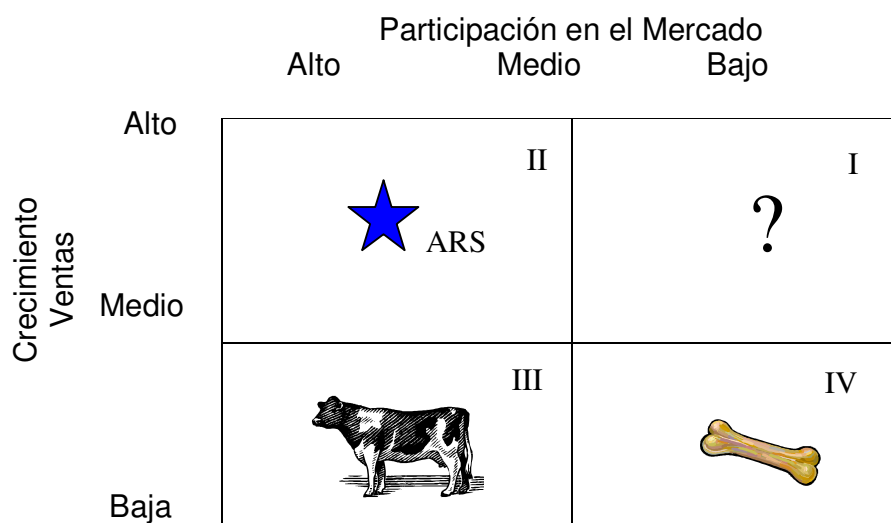 Participación en el Mercado
Alto Medio Bajo
Alto
II
I
?
ARS
Crecimiento
Ventas
Medio
III
IV
Baja